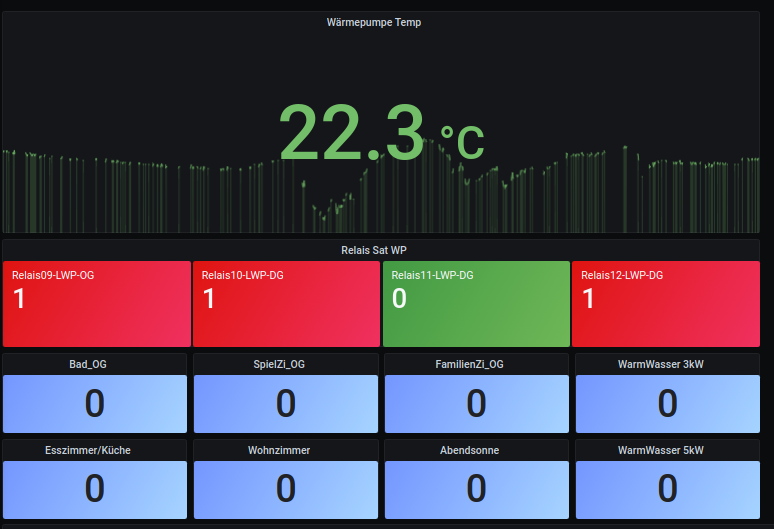 Wärmepumpe Temp
22.3 °C
Relais Sat WP
Relais09-LWP-OG
1
Relais10-LWP-DG
1
Relais11-LWP-DG
0
Relais12-LWP-DG
1
Bad_OG
0
SpielZi_OG
0
FamilienZi_OG
0
WarmWasser 3kW
0
Esszimmer/Küche
0
Wohnzimmer
0
Abendsonne
0
WarmWasser 5kW
0